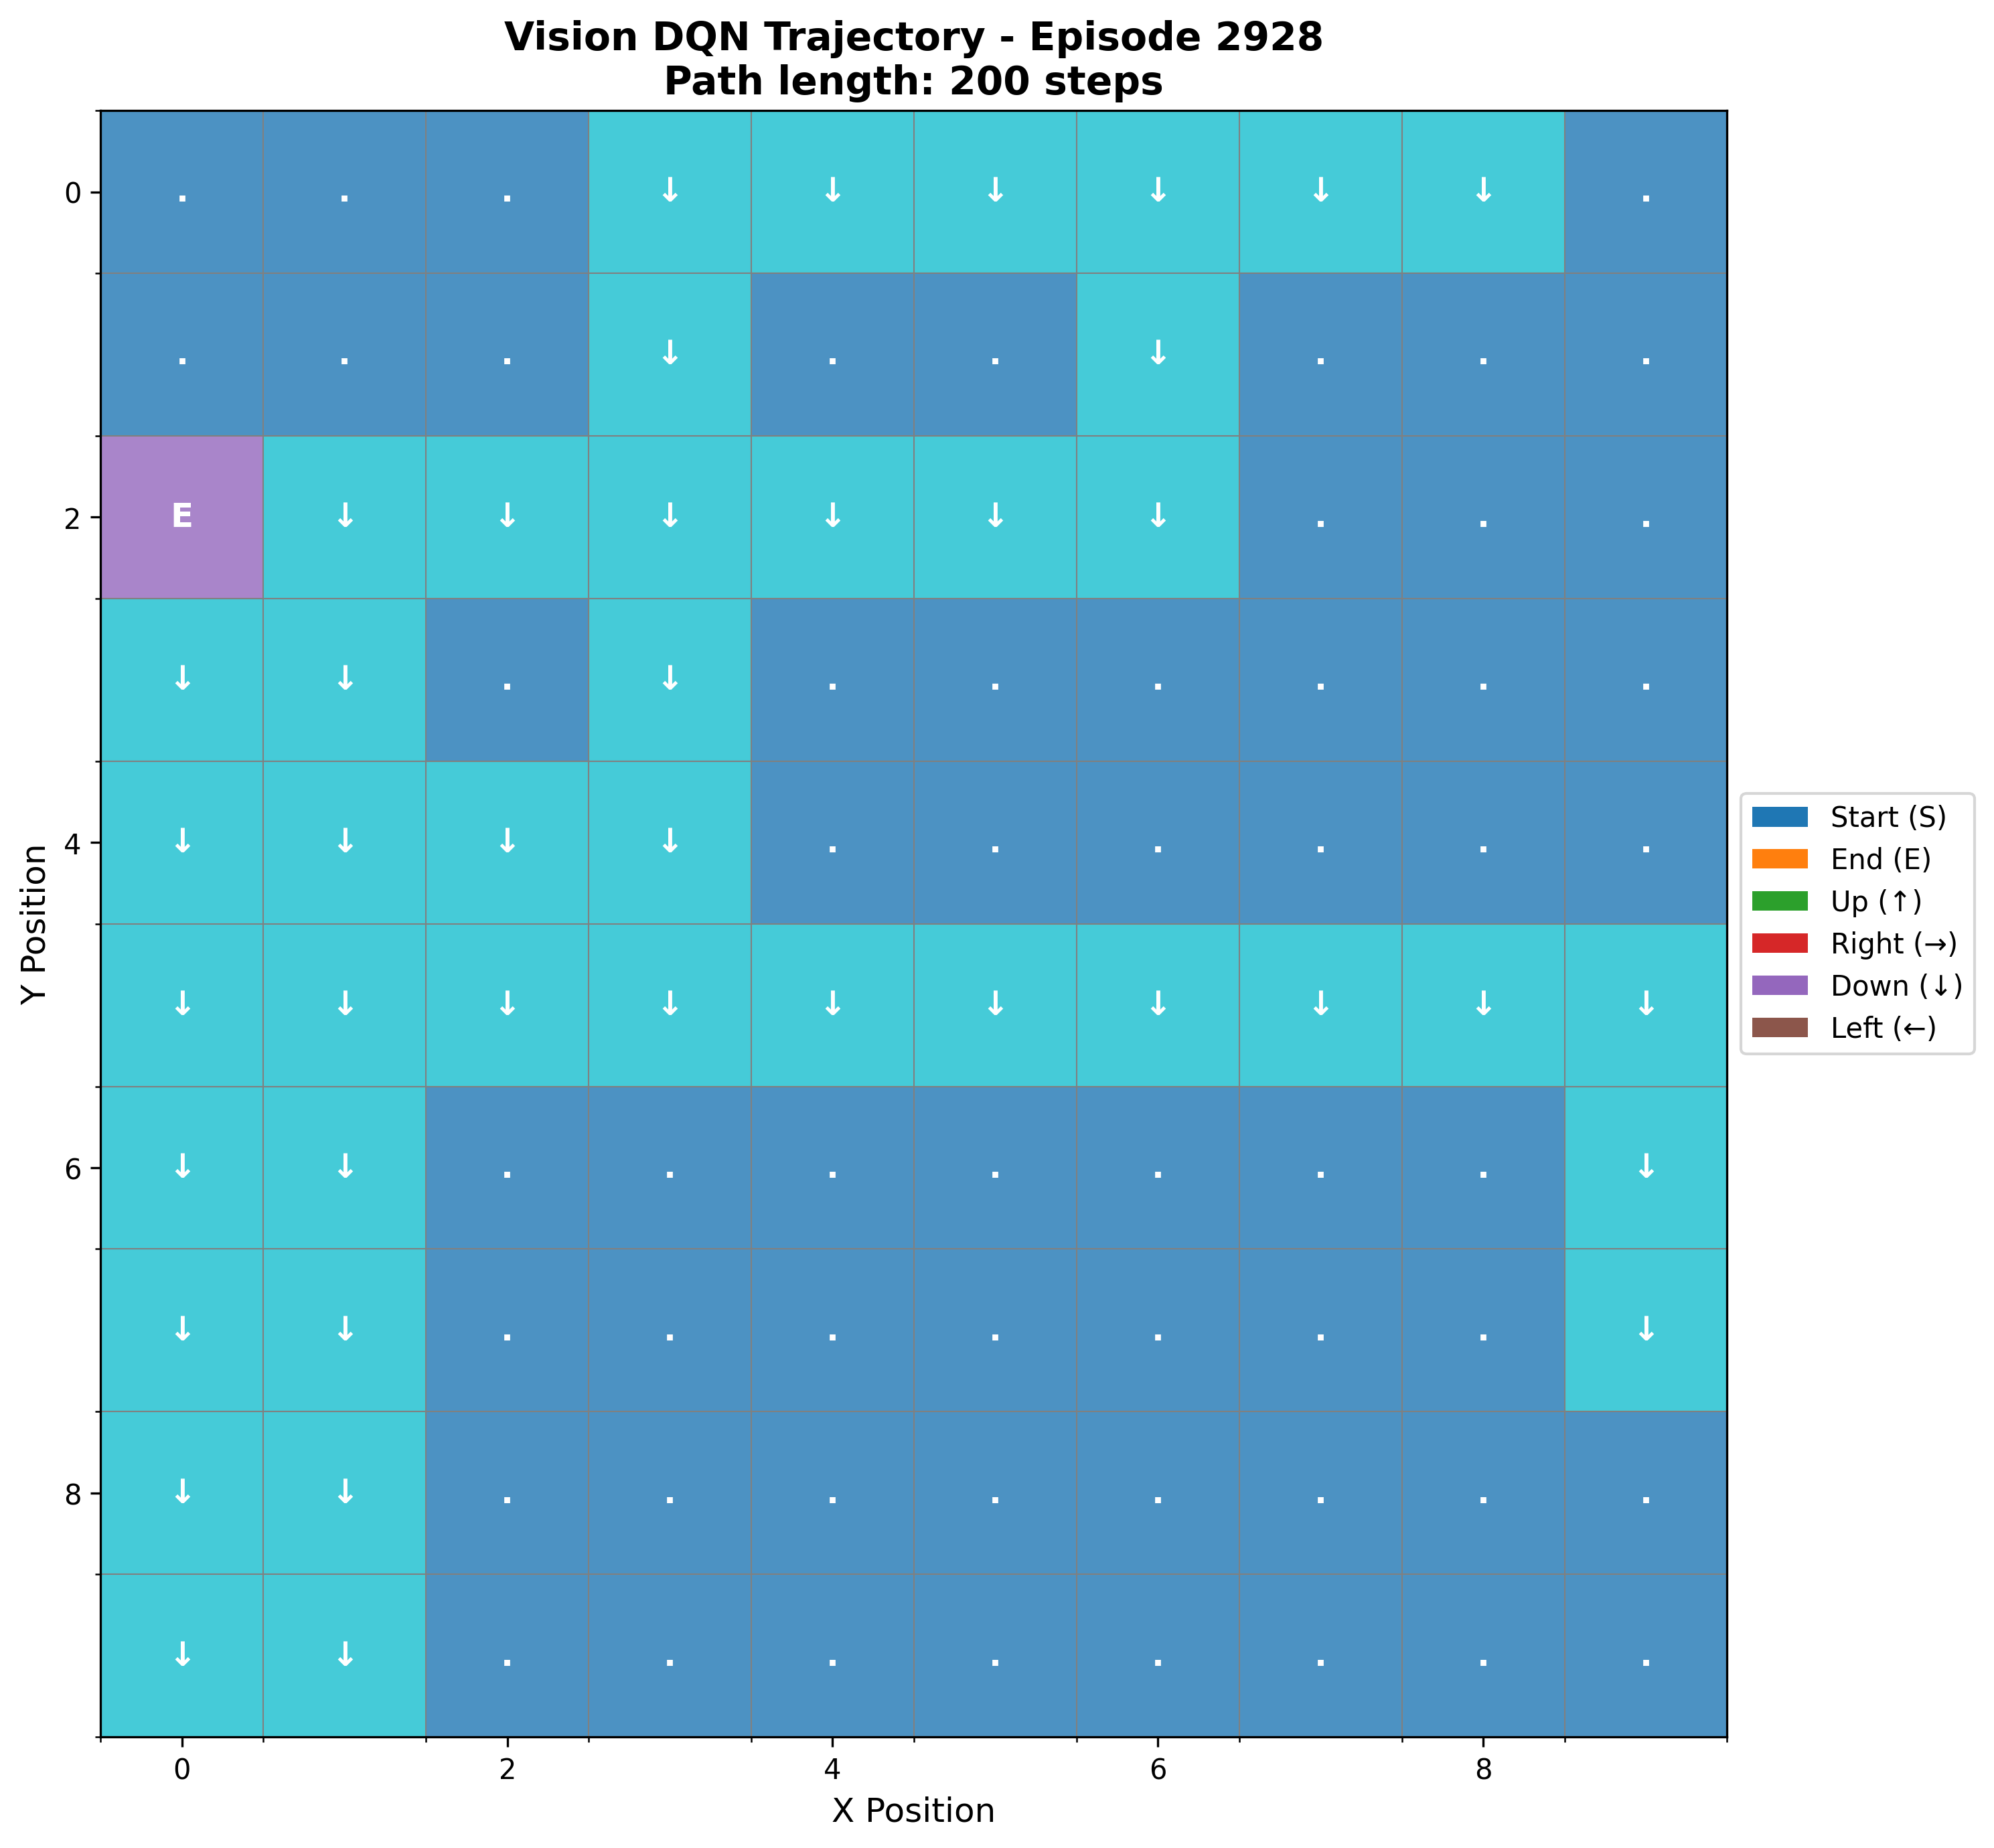 Vision DQN Trajectory - Episode 2928
Path length: 200 steps
0 . . . ↓ ↓ ↓ ↓ ↓ ↓ .
. . . ↓ . . ↓ . . .
2 E ↓ ↓ ↓ ↓ ↓ ↓ . . .
↓ ↓ . ↓ . . . . . .
4 ↓ ↓ ↓ ↓ . . . . . .
↓ ↓ ↓ ↓ ↓ ↓ ↓ ↓ ↓ ↓
6 ↓ ↓ . . . . . . . ↓
↓ ↓ . . . . . . . ↓
8 ↓ ↓ . . . . . . . .
↓ ↓ . . . . . . . .
0 2 4 6 8
X Position
Y Position
Start (S)
End (E)
Up (↑)
Right (→)
Down (↓)
Left (←)